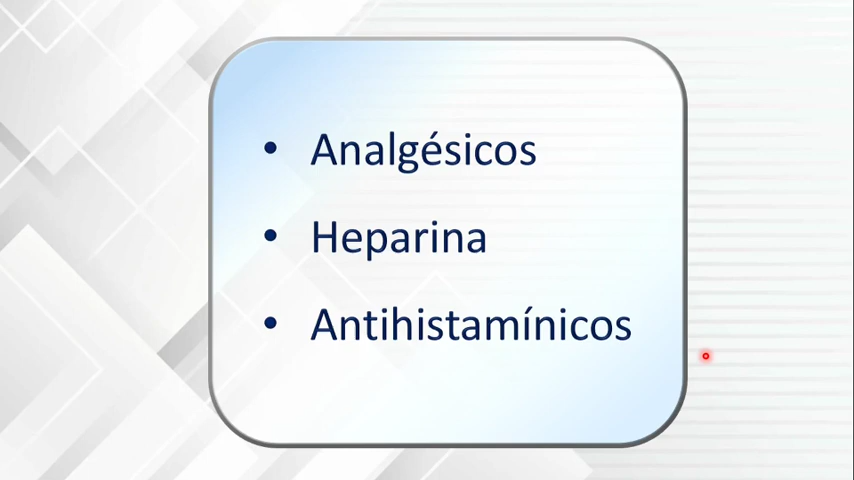 • Analgésicos
• Heparina
• Antihistamínicos